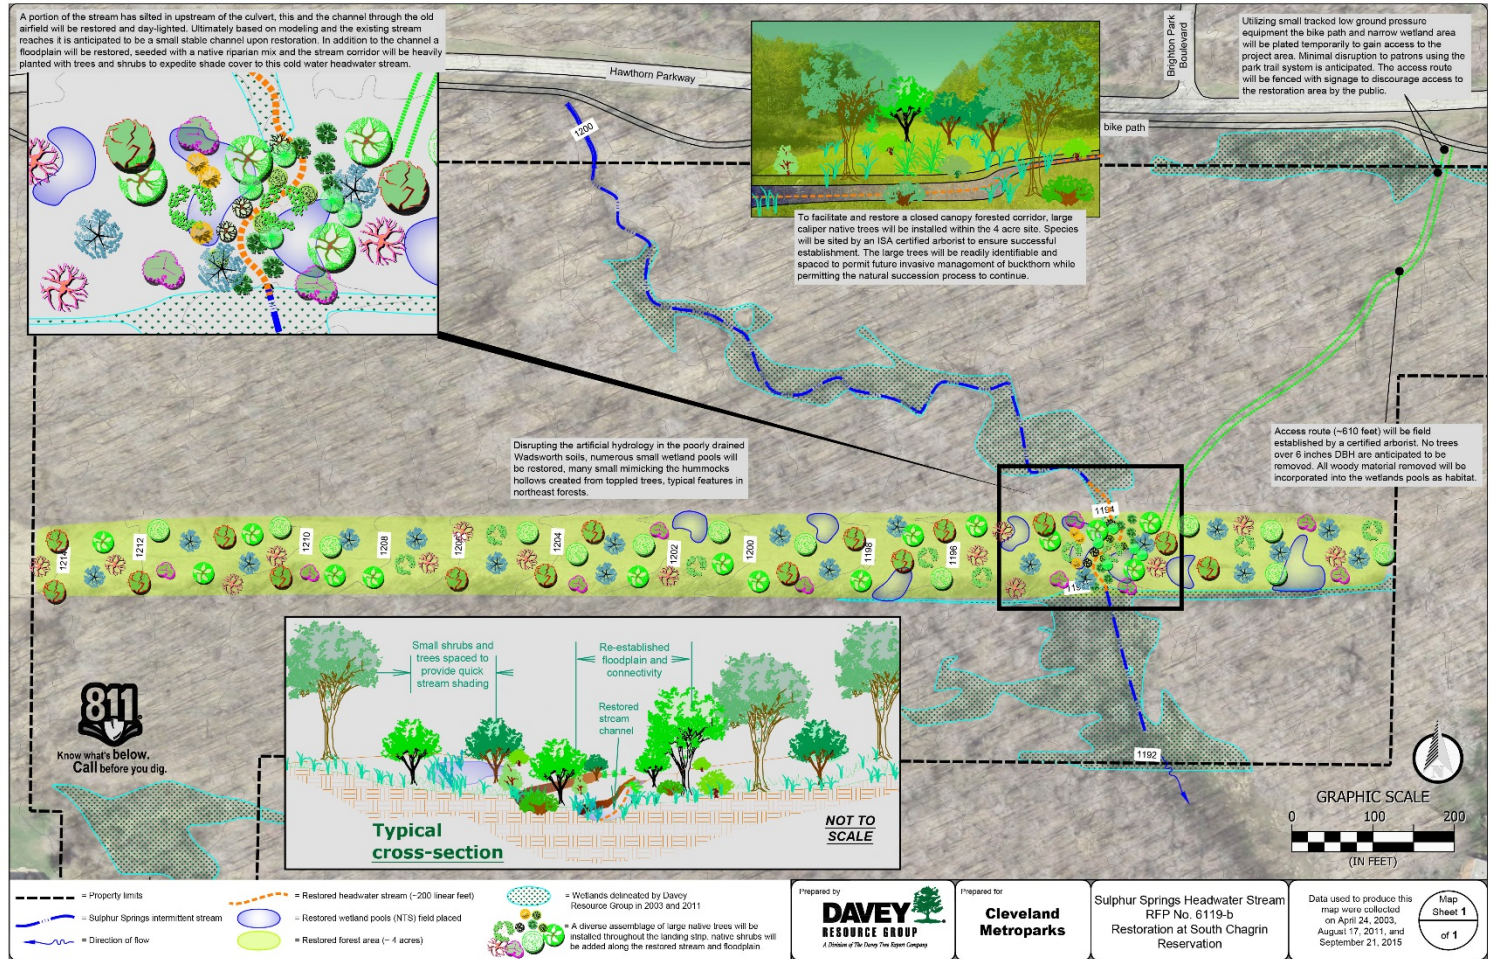 A portion of the stream has silted in upstream of the culvert, this and the channel through the old
airfield will be restored and day-lighted. Ultimately based on modeling and the existing stream
reaches it is anticipated to be a small stable channel upon restoration. In addition to the channel a
floodplain will be restored, seeded with a native riparian mix and the stream corridor will be heavily
planted with trees and shrubs to expedite shade cover to this cold water headwater stream.
Hawthorn Parkway
Brighton Park
Boulevard
bike path
Utilizing small tracked low ground pressure
equipment the bike path and narrow wetland area
will be plated temporarily to gain access to the
project area. Minimal disruption to patrons using the
park trail system is anticipated. The access route
will be fenced with signage to discourage access to
the restoration area by the public.
1200
To facilitate and restore a closed canopy forested corridor, large
caliper native trees will be installed within the 4 acre site. Species
will be sited by an ISA certified arborist to ensure successful
establishment. The large trees will be readily identifiable and
spaced to permit future invasive management of buckthorn while
permitting the natural succession process to continue.
Disrupting the artificial hydrology in the poorly drained
Wadsworth soils, numerous small wetland pools will
be restored, many small mimicking the hummocks
hollows created from toppled trees, typical features in
northeast forests.
Access route (~610 feet) will be field
established by a certified arborist. No trees
over 6 inches DBH are anticipated to be
removed. All woody material removed will be
incorporated into the wetlands pools as habitat.
1194
1214
1212
1210
1208
1206
1204
1202
1200
1198
1196
1192
Small shrubs and
trees spaced to
provide quick
stream shading
Re-established
floodplain and
connectivity
Restored
stream
channel
Typical
cross-section
NOT TO
SCALE
811
Know what's below.
Call before you dig.
GRAPHIC SCALE
0 100 200
(IN FEET)
= Property limits
= Sulphur Springs intermittent stream
= Direction of flow
= Restored headwater stream (~200 linear feet)
= Restored wetland pools (NTS) field placed
= Restored forest area (~ 4 acres)
= Wetlands delineated by Davey
Resource Group in 2003 and 2011
= A diverse assemblage of large native trees will be
installed throughout the landing strip, native shrubs will
be added along the restored stream and floodplain
Prepared by
DAVEY
RESOURCE GROUP
A Division of The Davey Tree Expert Company
Prepared for
Cleveland
Metroparks
Sulphur Springs Headwater Stream
RFP No. 6119-b
Restoration at South Chagrin
Reservation
Data used to produce this
map were collected
on April 24, 2003,
August 17, 2011, and
September 21, 2015
Map
Sheet 1
of 1